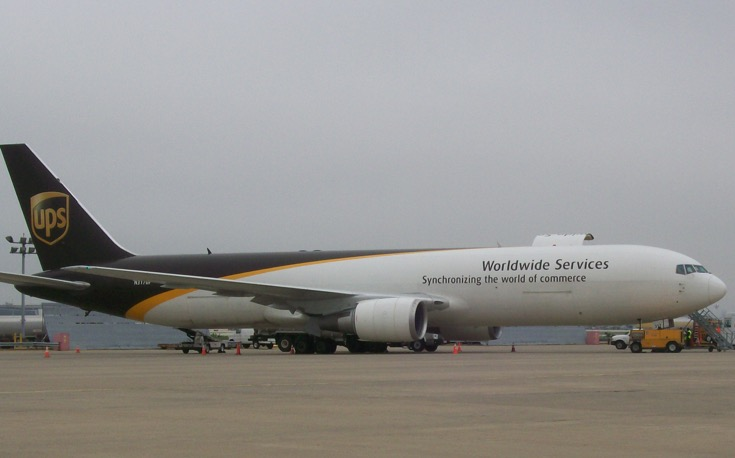 ups
Worldwide Services
Synchronizing the world of commerce